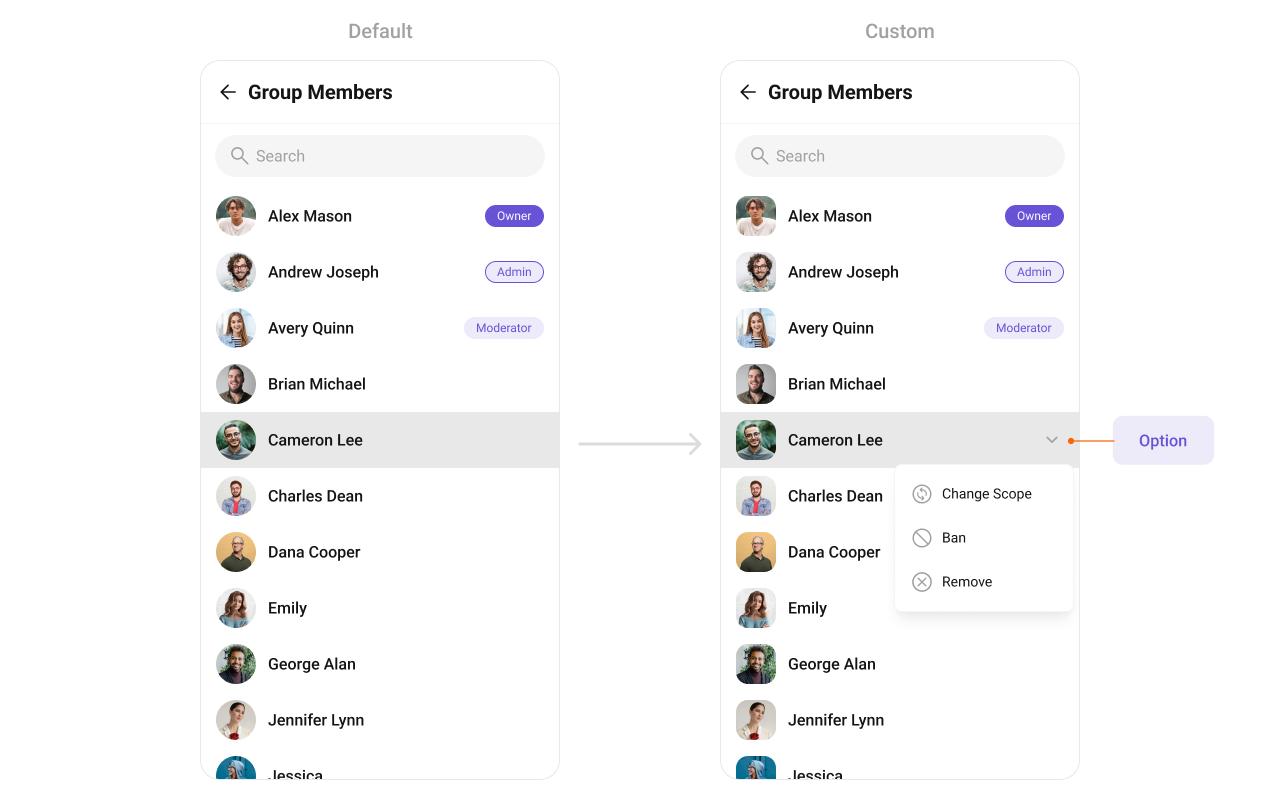 Default
Group Members
Search
Alex Mason
Owner
Andrew Joseph
Admin
Avery Quinn
Moderator
Brian Michael
Cameron Lee
Charles Dean
Dana Cooper
Emily
George Alan
Jennifer Lynn
Jessica
Custom
Group Members
Search
Alex Mason
Owner
Andrew Joseph
Admin
Avery Quinn
Moderator
Brian Michael
Cameron Lee
Option
Charles Dean
Change Scope
Ban
Dana Cooper
Remove
Emily
George Alan
Jennifer Lynn
Jessica